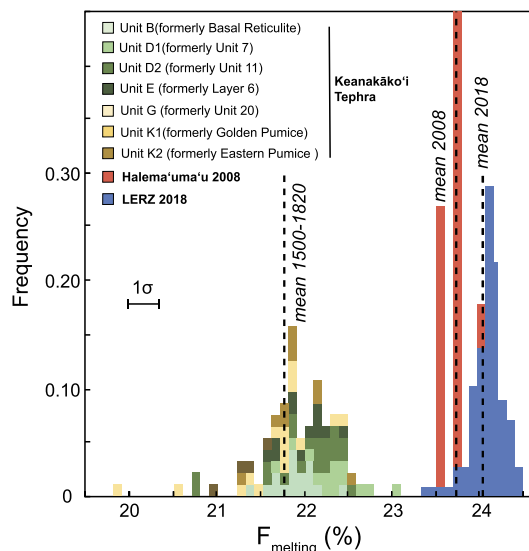 Unit B(formerly Basal Reticulite)
Unit D1(formerly Unit 7)
Unit D2 (formerly Unit 11)
Unit E (formerly Layer 6)
Unit G (formerly Unit 20)
Unit K1(formerly Golden Pumice)
Unit K2 (formerly Eastern Pumice )
Keanakāko‘i
Tephra
Halema‘uma‘u 2008
LERZ 2018
mean 1500-1820
mean 2008
mean 2018
1σ
Frequency
0.30
0.20
0.10
0
20
21
22
23
24
Fmelting (%)